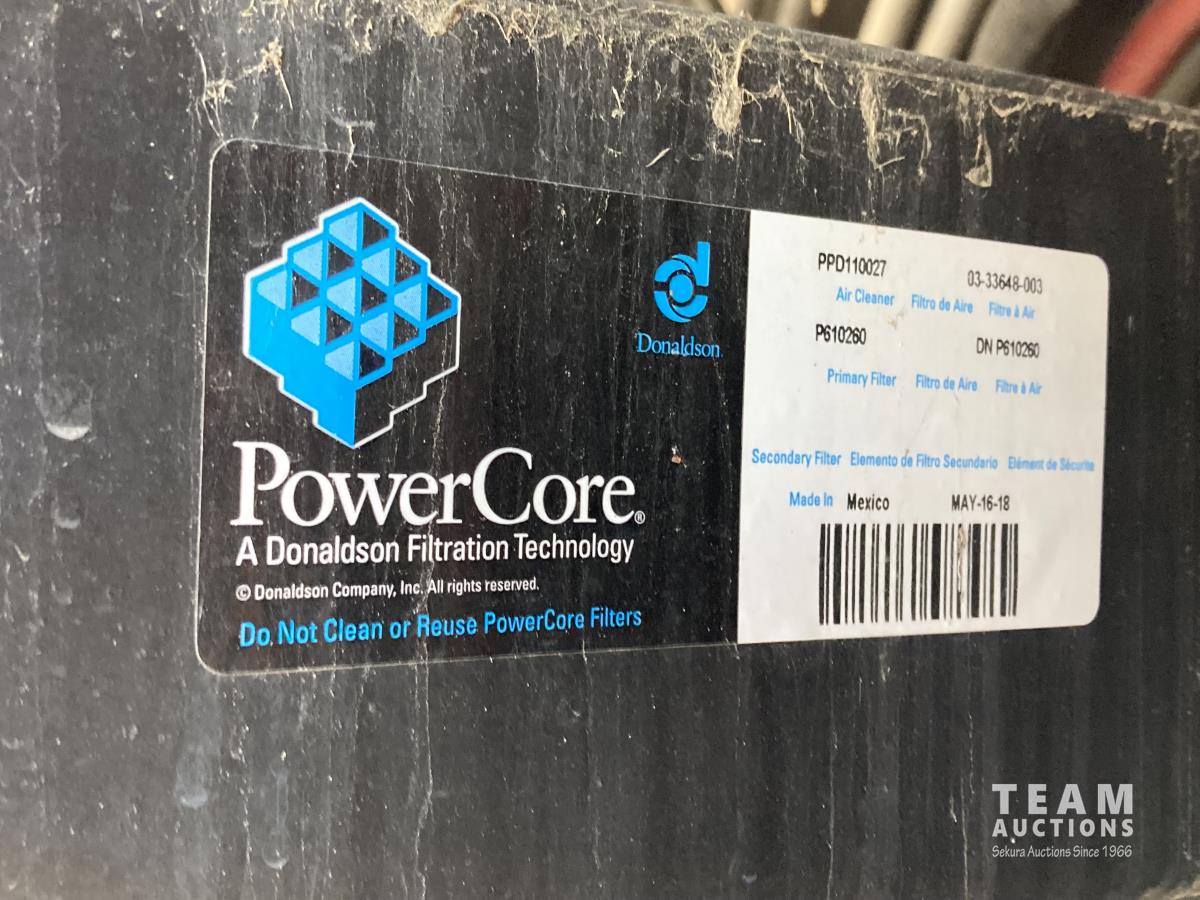 Donaldson.
PowerCore®
A Donaldson Filtration Technology
© Donaldson Company, Inc. All rights reserved.
Do Not Clean or Reuse PowerCore Filters
PPD110027 03-33648-003
Air Cleaner Filtro de Aire Filtre à Air
P610260 DN P610260
Primary Filter Filtro de Aire Filtre à Air
Secondary Filter Elemento de Filtro Secundario Elément de Sécurite
Made In Mexico MAY-16-18
TEAM
AUCTIONS
Sekura Auctions Since 1966